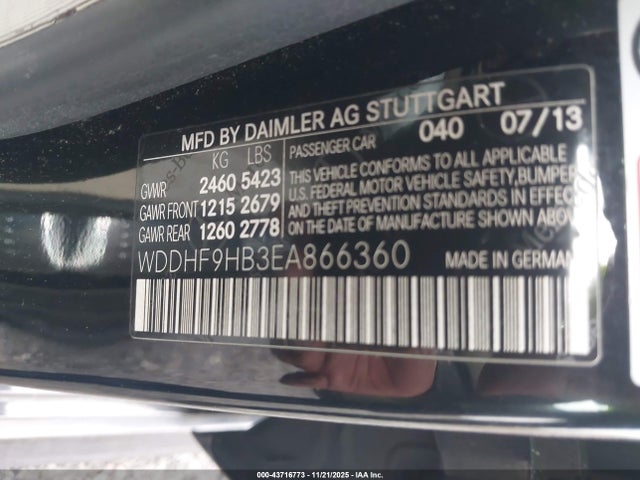 MFD BY DAIMLER AG STUTTGART
KG LBS
GVWR 2460 5423
GAWR FRONT 1215 2679
GAWR REAR 1260 2778
PASSENGER CAR 040 07/13
THIS VEHICLE CONFORMS TO ALL APPLICABLE
U.S. FEDERAL MOTOR VEHICLE SAFETY, BUMPER
AND THEFT PREVENTION STANDARDS IN EFFECT
ON THE DATE OF MANUFACTURE SHOWN ABOVE
WDDHF9HB3EA866360 MADE IN GERMANY
© COPYRIGHT 43716773 - 11/21/2025 - IAA Inc.